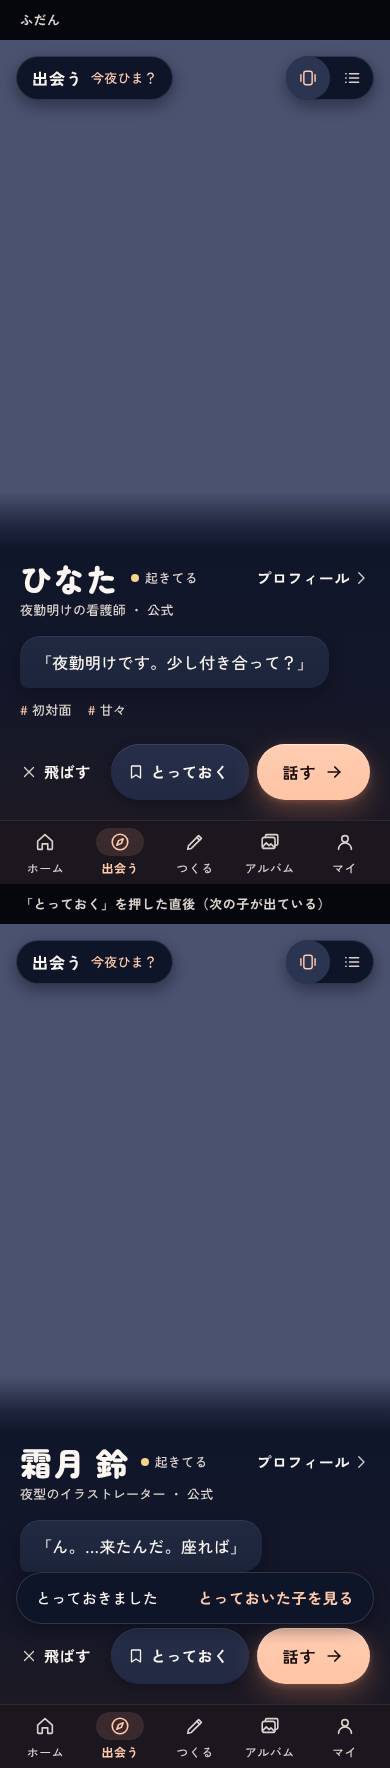 ふだん
出会う 今夜ひま？
ひなた 起きてる プロフィール
夜勤明けの看護師 ・ 公式
「夜勤明けです。少し付き合って？」
# 初対面 # 甘々
飛ばす とっておく 話す
ホーム 出会う つくる アルバム マイ
「とっておく」を押した直後（次の子が出ている）
出会う 今夜ひま？
霜月 鈴 起きてる プロフィール
夜型のイラストレーター ・ 公式
「ん。…来たんだ。座れば」
とっておきました とっておいた子を見る
飛ばす とっておく 話す
ホーム 出会う つくる アルバム マイ